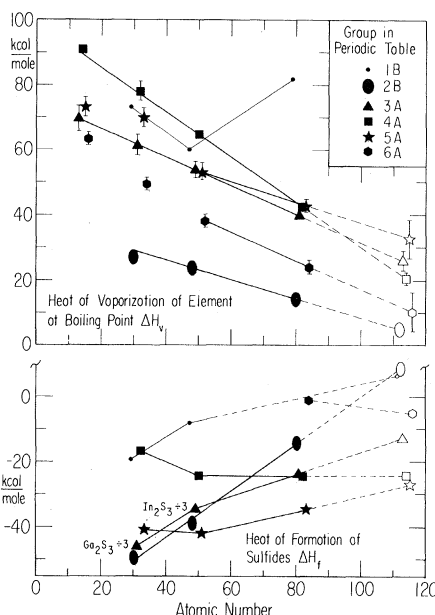 100
kcal
mole
80
60
40
20
0
Group in
Periodic Table
1B
2B
3A
4A
5A
6A
Heat of Vaporization of Element
at Boiling Point ΔHᵥ
0
-20
kcal
mole
-40
In₂S₃÷3
Ga₂S₃÷3
Heat of Formation of
Sulfides ΔH_f
0 20 40 60 80 100 120
Atomic Number